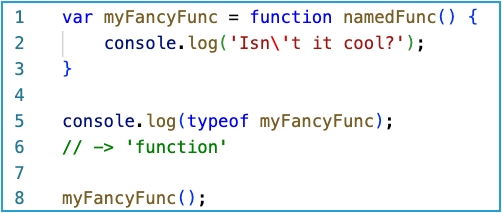 1 var myFancyFunc = function namedFunc() {
2     console.log('Isn\'t it cool?');
3 }
4
5 console.log(typeof myFancyFunc);
6 // -> 'function'
7
8 myFancyFunc();